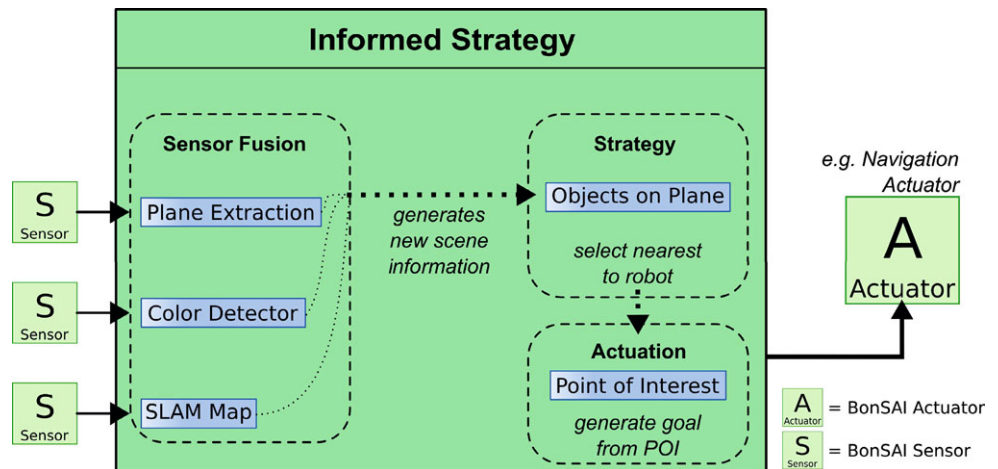 Informed Strategy
Sensor Fusion
S
Sensor
Plane Extraction
S
Sensor
Color Detector
S
Sensor
SLAM Map
generates
new scene
information
Strategy
Objects on Plane
select nearest
to robot
Actuation
Point of Interest
generate goal
from POI
e.g. Navigation
Actuator
A
Actuator
A
Actuator
= BonSAI Actuator
S
Sensor
= BonSAI Sensor